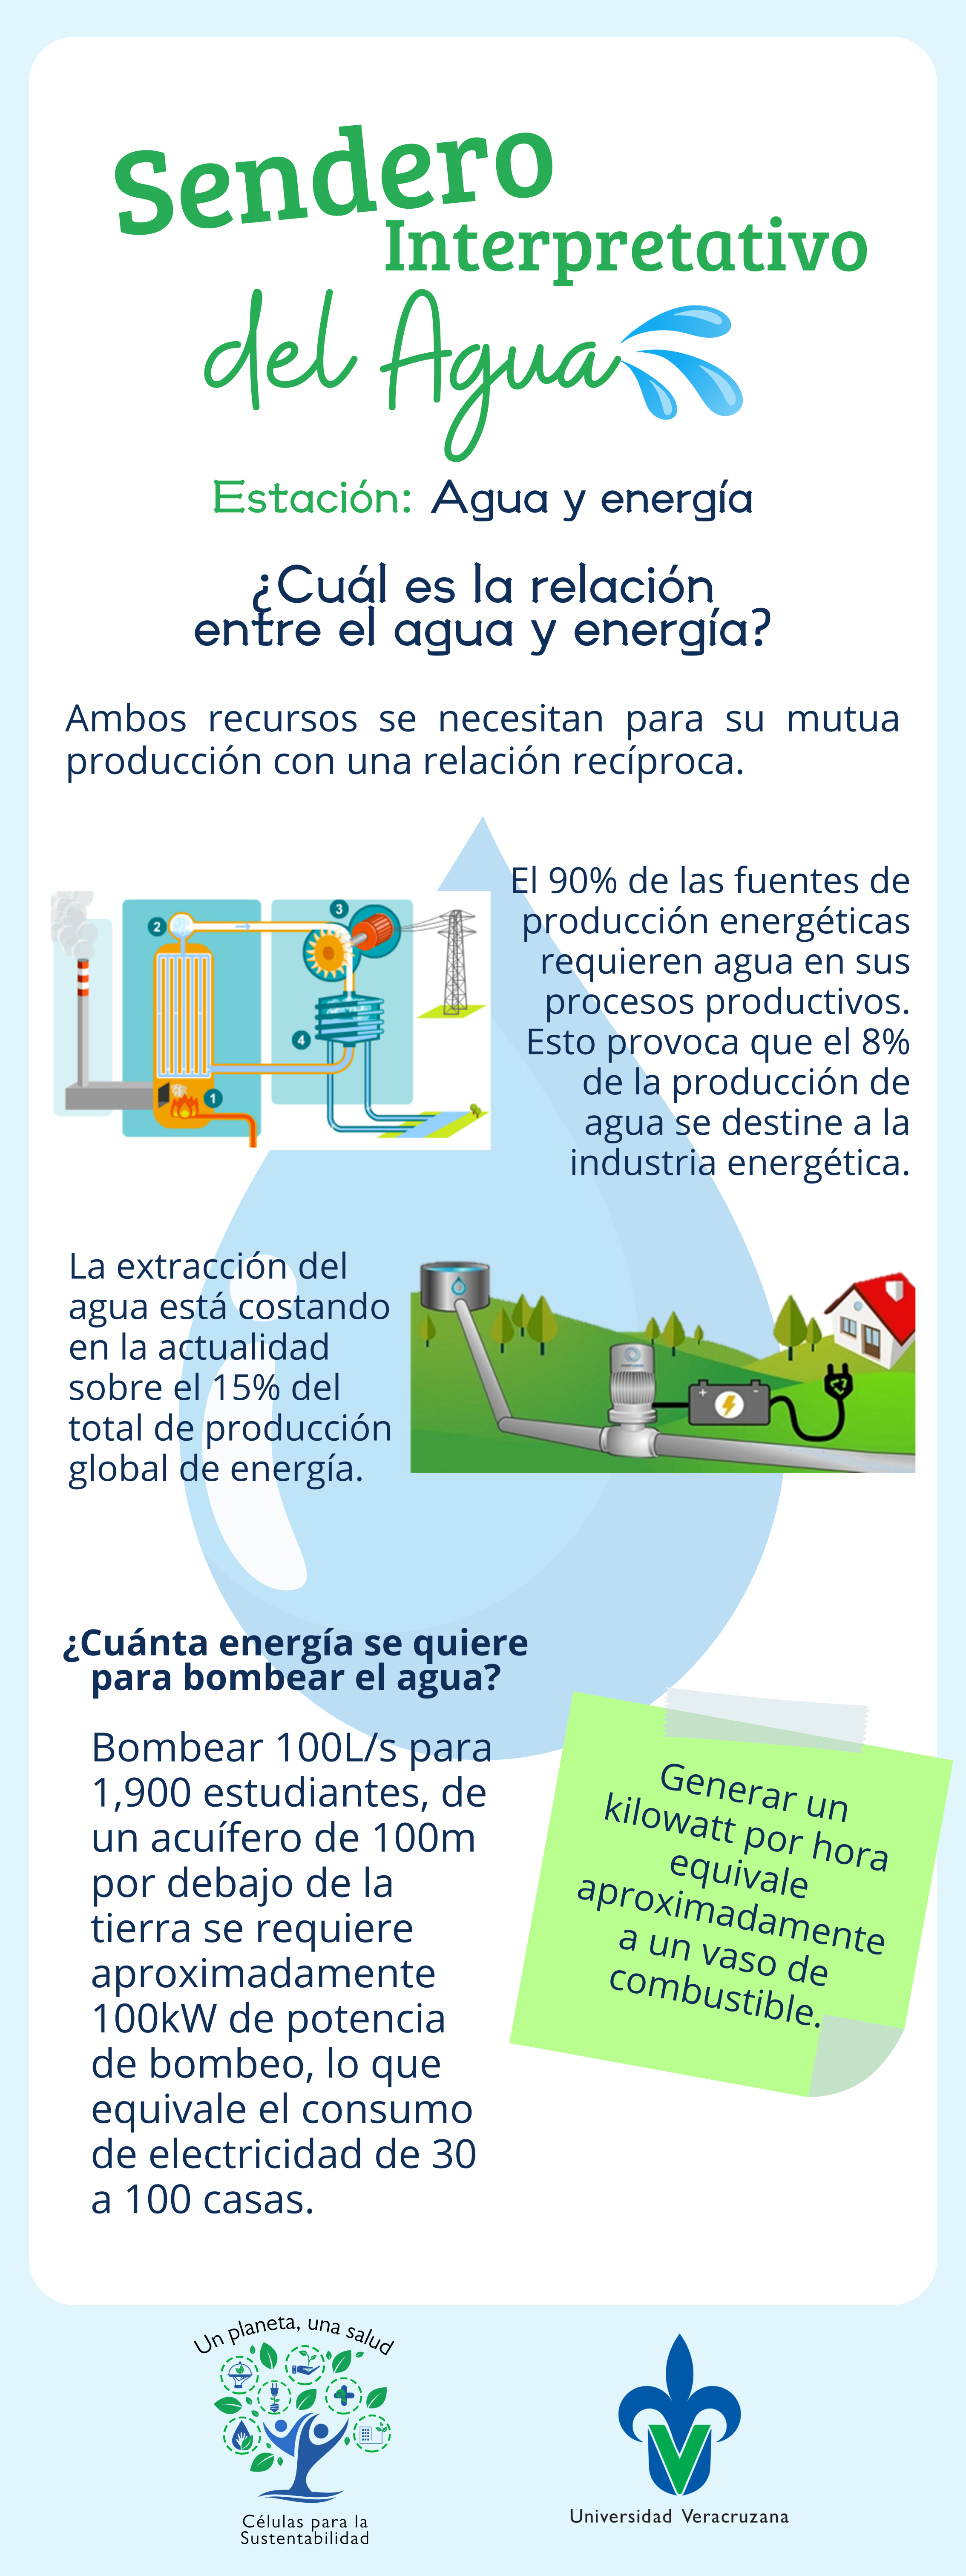 Sendero
Interpretativo
del Agua
Estación: Agua y energía
¿Cuál es la relación
entre el agua y energía?
Ambos recursos se necesitan para su mutua
producción con una relación recíproca.
El 90% de las fuentes de
producción energéticas
requieren agua en sus
procesos productivos.
Esto provoca que el 8%
de la producción de
agua se destine a la
industria energética.
2
3
4
1
La extracción del
agua está costando
en la actualidad
sobre el 15% del
total de producción
global de energía.
+ -
¿Cuánta energía se quiere
para bombear el agua?
Bombear 100L/s para
1,900 estudiantes, de
un acuífero de 100m
por debajo de la
tierra se requiere
aproximadamente
100kW de potencia
de bombeo, lo que
equivale el consumo
de electricidad de 30
a 100 casas.
Generar un
kilowatt por hora
equivale
aproximadamente
a un vaso de
combustible.
Un planeta, una salud
Células para la
Sustentabilidad
Universidad Veracruzana